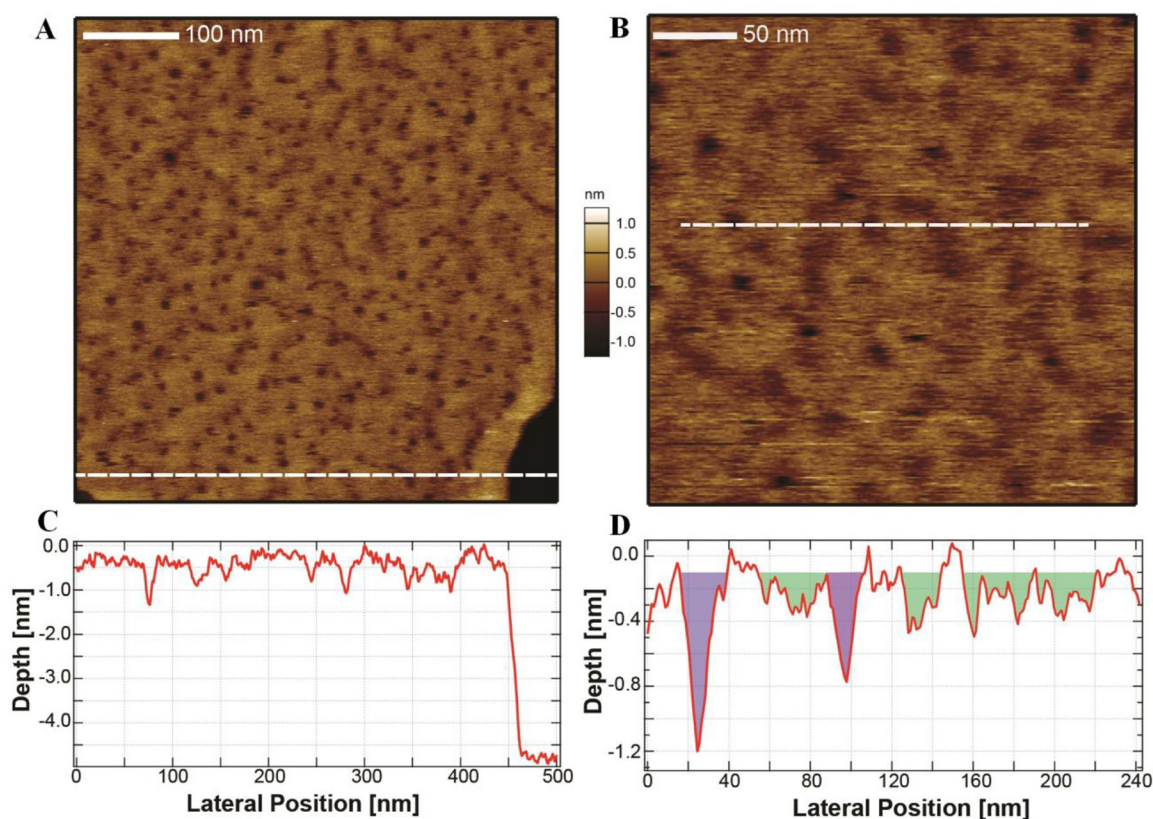 A
100 nm
B
50 nm
nm
1.0
0.5
0.0
-0.5
-1.0
C
0.0
-1.0
-2.0
-3.0
-4.0
Depth [nm]
0 100 200 300 400 500
Lateral Position [nm]
D
0.0
-0.4
-0.8
-1.2
Depth [nm]
0 40 80 120 160 200 240
Lateral Position [nm]